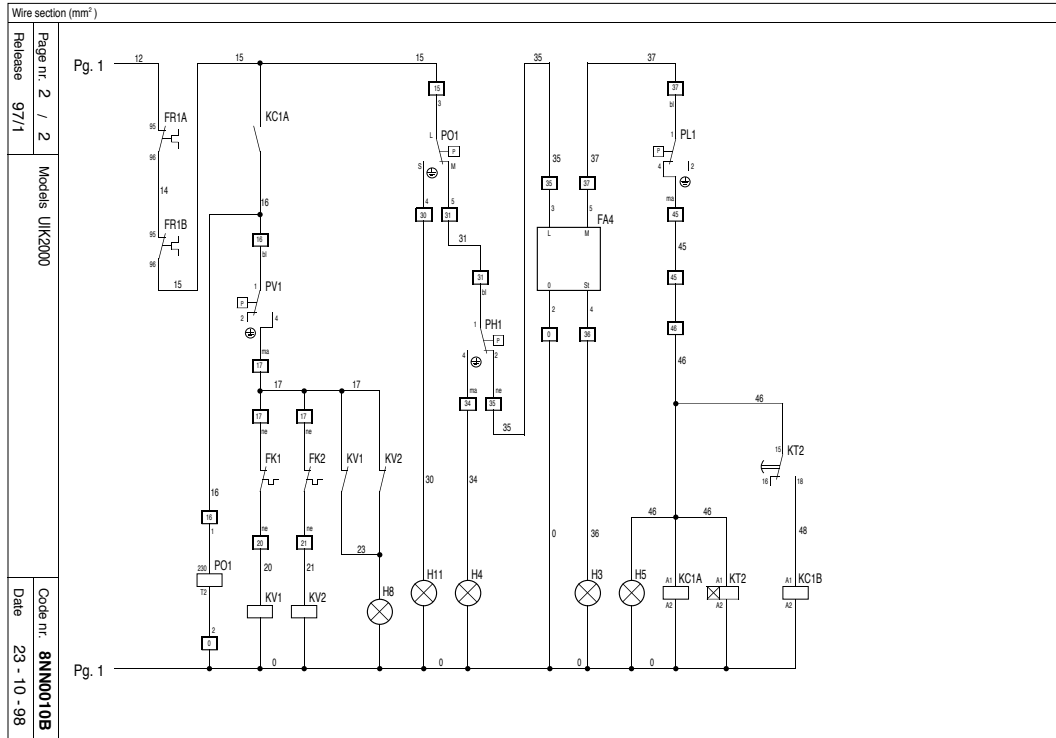 Wire section (mm²)
Page nr. 2 / 2
Release 97/1
Models UIK2000
Code nr. 8NN0010B
Date 23 - 10 - 98
Pg. 1
12
15
15
35
37
15
37
3
bl
FR1A
95
96
KC1A
L
PO1
P
S
M
1
PL1
P
4
2
35
37
35
37
3
5
ma
14
16
4
5
30
31
45
FR1B
95
96
16
bl
31
FA4
L
M
0
St
45
15
31
bl
45
1
PV1
P
2
4
2
4
1
PH1
P
4
2
0
36
46
ma
17
46
ma
ne
17
17
34
35
46
17
17
35
ne
ne
FK1
FK2
KV1
KV2
15
KT2
16
18
16
30
34
16
1
ne
ne
20
21
23
0
36
46
46
48
230
PO1
T2
20
21
H8
H11
H4
H3
H5
A1
KC1A
A2
A1
KT2
A2
A1
KC1B
A2
KV1
KV2
2
0
Pg. 1
0
0
0
0
0